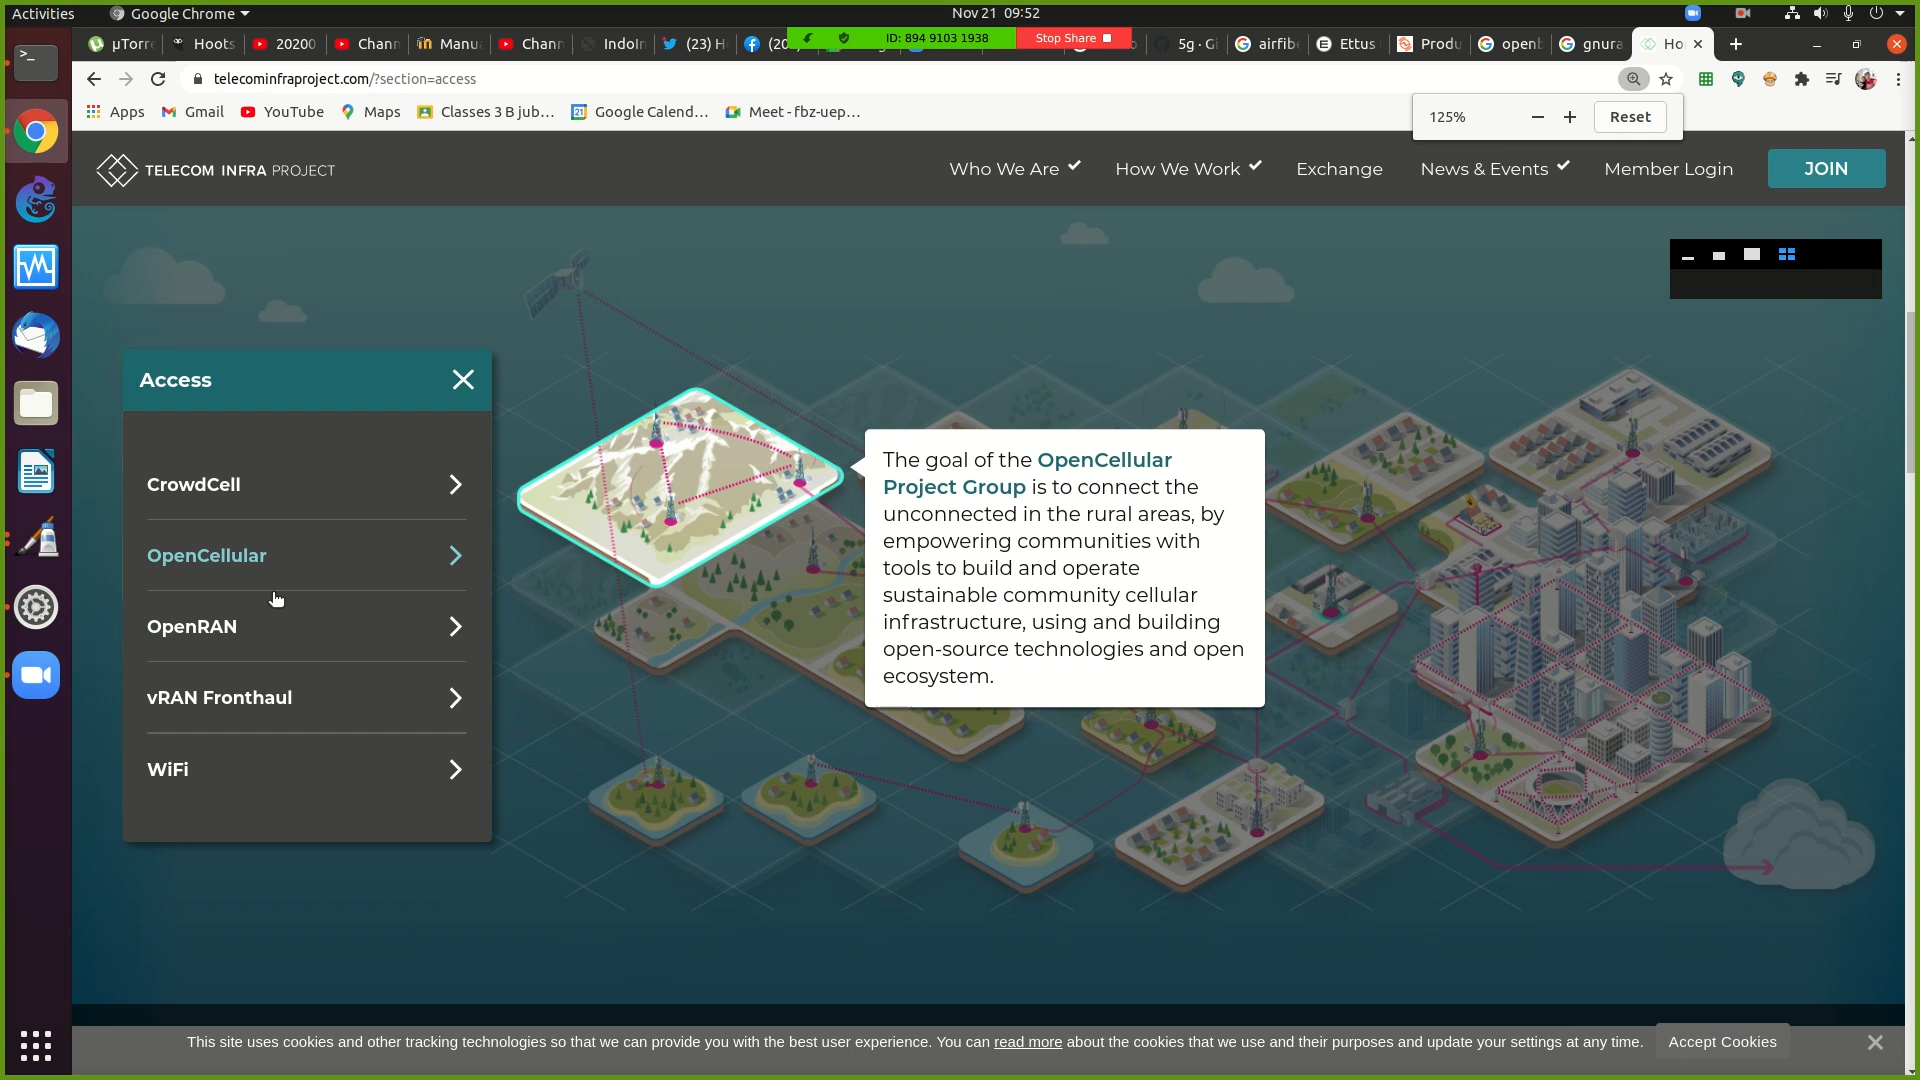 Activities
Google Chrome
Nov 21 09:52
µTorre
Hoots
20200
Chann
Manua
Chann
IndoIn
(23) H
(20
ID: 894 9103 1938
Stop Share
5g · Gi
airfibe
Ettus
Produ
opent
gnura
Ho
telecominfraproject.com/?section=access
Apps
Gmail
YouTube
Maps
Classes 3 B jub...
Google Calend...
Meet - fbz-uep...
125%
Reset
TELECOM INFRA PROJECT
Who We Are
How We Work
Exchange
News & Events
Member Login
JOIN
Access
CrowdCell
OpenCellular
OpenRAN
vRAN Fronthaul
WiFi
The goal of the OpenCellular
Project Group is to connect the
unconnected in the rural areas, by
empowering communities with
tools to build and operate
sustainable community cellular
infrastructure, using and building
open-source technologies and open
ecosystem.
This site uses cookies and other tracking technologies so that we can provide you with the best user experience. You can read more about the cookies that we use and their purposes and update your settings at any time.
Accept Cookies